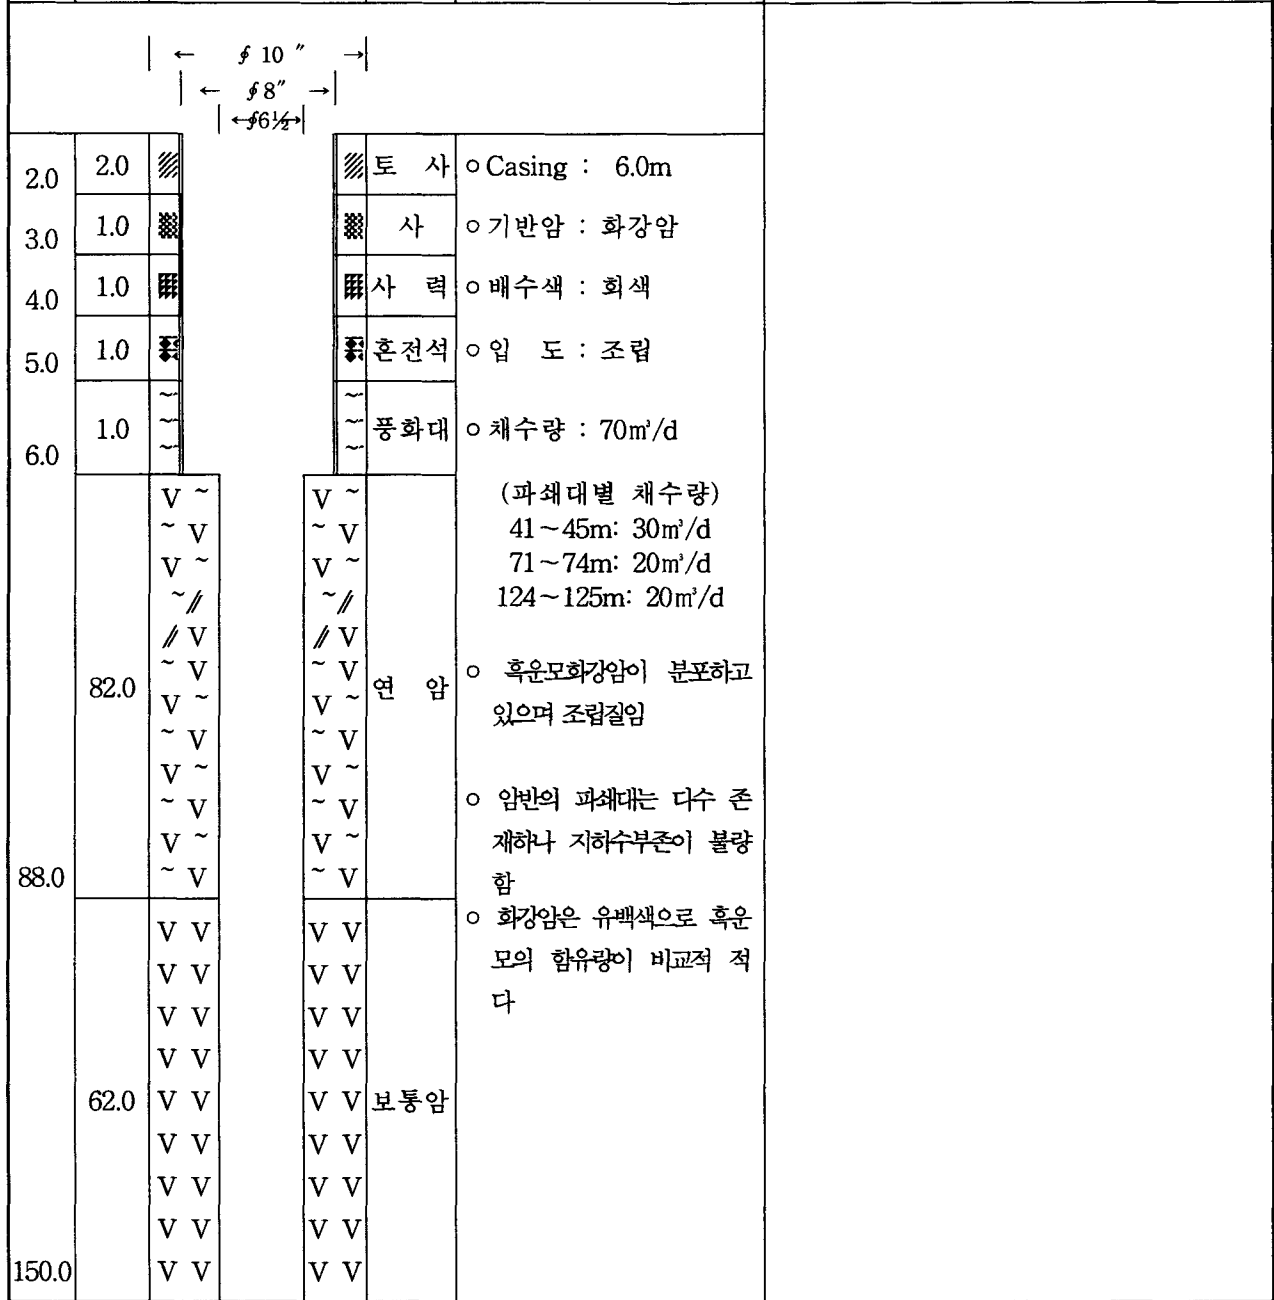 ← ∮ 10 ″ →
← ∮8″ →
←∮6½→
2.0 2.0 토 사 ○Casing : 6.0m
3.0 1.0 사 ○기반암 : 화강암
4.0 1.0 사 력 ○배수색 : 회색
5.0 1.0 혼전석 ○입 도 : 조립
6.0 1.0 풍화대 ○채수량 : 70㎥/d
(파쇄대별 채수량)
41~45m: 30㎥/d
71~74m: 20㎥/d
124~125m: 20㎥/d
88.0 82.0 연 암
○ 흑운모화강암이 분포하고
있으며 조립질임
○ 암반의 파쇄대는 다수 존
재하나 지하수부존이 불량
함
○ 화강암은 유백색으로 흑운
모의 함유량이 비교적 적
다
150.0 62.0 보통암